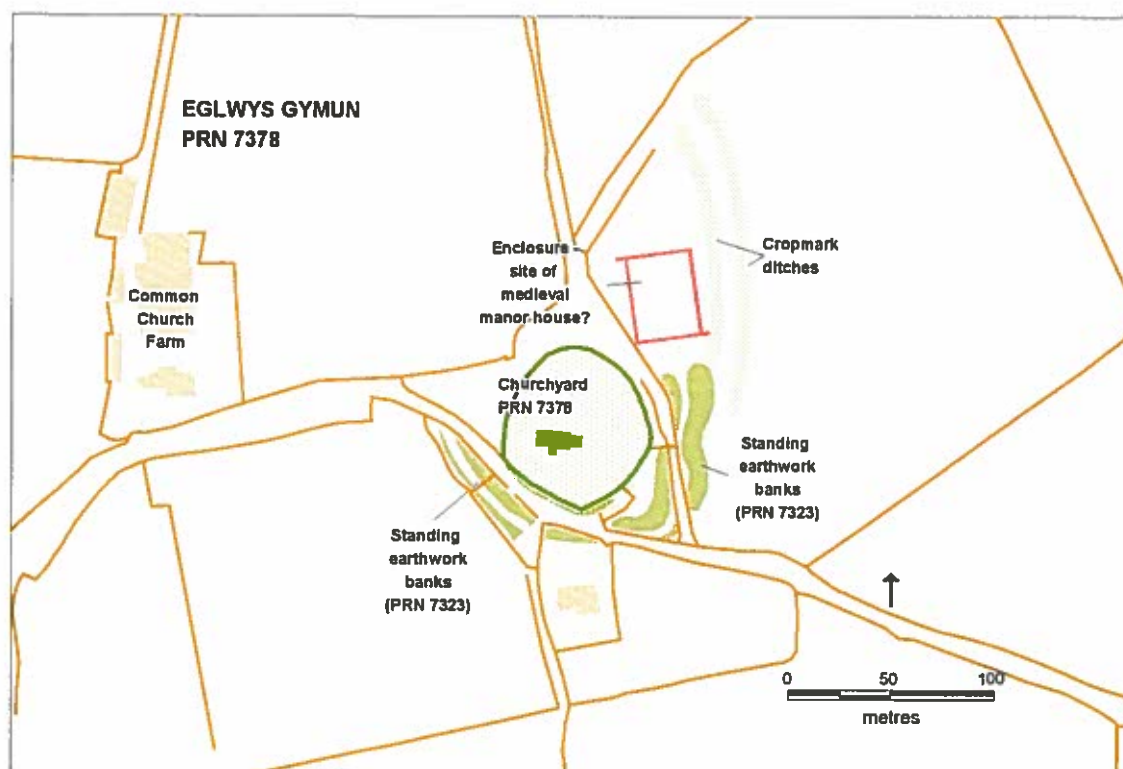 EGLWYS GYMUN
PRN 7378
Enclosure
site of
medieval
manor house?
Cropmark
ditches
Common
Church
Farm
Churchyard
PRN 7378
Standing
earthwork
banks
(PRN 7323)
Standing
earthwork
banks
(PRN 7323)
0 50 100
metres